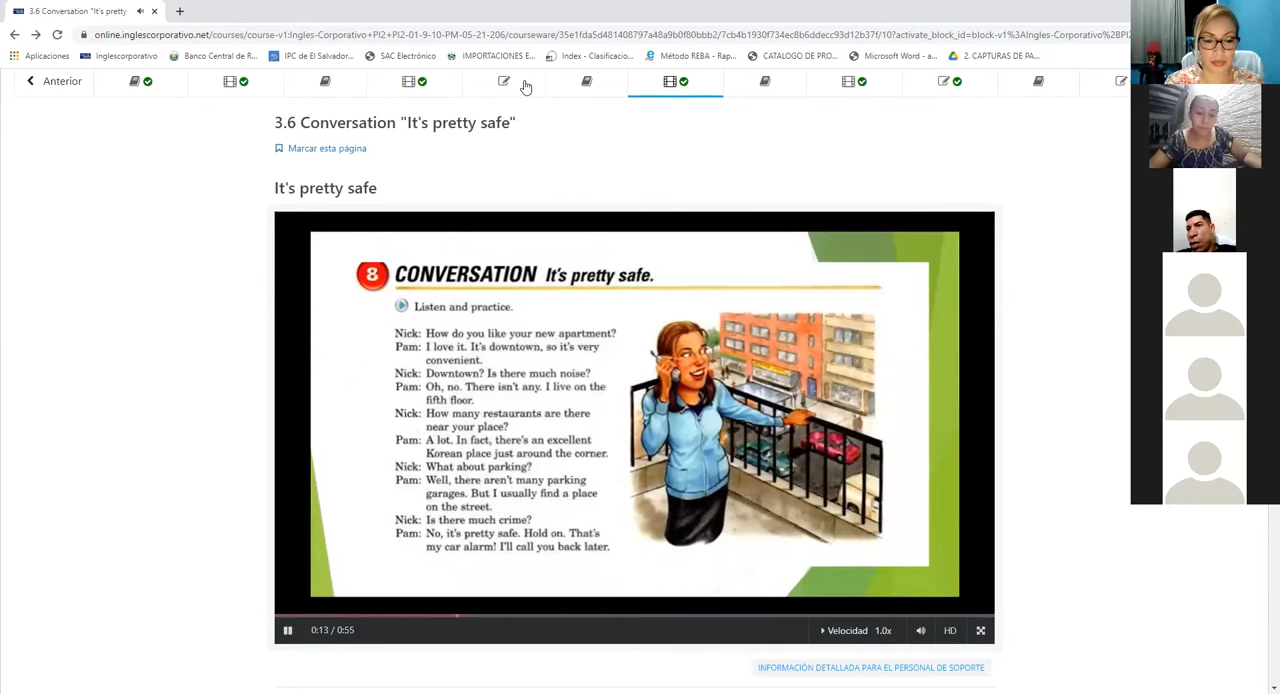 3.6 Conversation "It's pretty
online.inglescorporativo.net/courses/course-v1:Ingles-Corporativo+PI2+PI2-01-9-10-PM-05-21-206/courseware/
Aplicaciones
Inglescorporativo
Banco Central de R...
IPC de El Salvador...
SAC Electrónico
IMPORTACIONES E...
Index - Clasificacio...
Método REBA - Rap...
CATALOGO DE PRO...
Microsoft Word - a...
2. CAPTURAS DE PA...
Anterior
3.6 Conversation "It's pretty safe"
Marcar esta página
It's pretty safe
8 CONVERSATION It's pretty safe.
Listen and practice.
Nick: How do you like your new apartment?
Pam: I love it. It's downtown, so it's very
convenient.
Nick: Downtown? Is there much noise?
Pam: Oh, no. There isn't any. I live on the
fifth floor.
Nick: How many restaurants are there
near your place?
Pam: A lot. In fact, there's an excellent
Korean place just around the corner.
Nick: What about parking?
Pam: Well, there aren't many parking
garages. But I usually find a place
on the street.
Nick: Is there much crime?
Pam: No, it's pretty safe. Hold on. That's
my car alarm! I'll call you back later.
0:13 / 0:55
Velocidad 1.0x
HD
INFORMACIÓN DETALLADA PARA EL PERSONAL DE SOPORTE